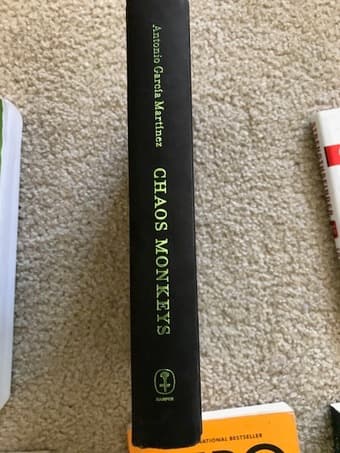 Antonio García Martínez
CHAOS MONKEYS
HARPER
NATIONAL BESTSELLER